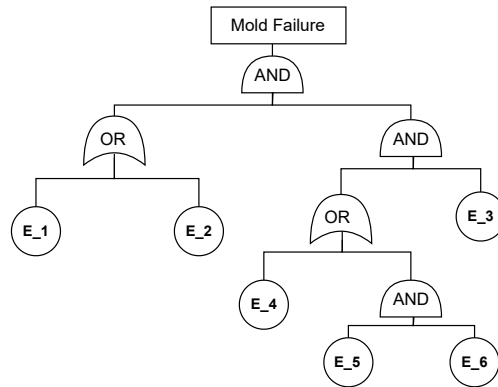 Mold Failure
AND
OR
AND
E_1
E_2
OR
E_3
E_4
AND
E_5
E_6